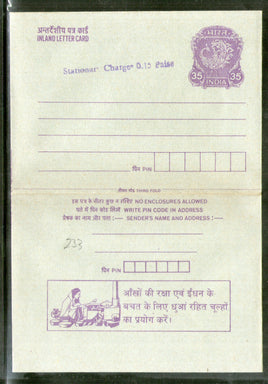 अन्तर्देशीय पत्र कार्ड
INLAND LETTER CARD
भारत
35 35
INDIA
Stationary Charge 0.10 Paise
पिन PIN
तीसरा मोड़ THIRD FOLD
इस पत्र के भीतर कुछ न रखिये NO ENCLOSURES ALLOWED
पते में पिन कोड लिखें WRITE PIN CODE IN ADDRESS
प्रेषक का नाम और पता :— SENDER'S NAME AND ADDRESS :—
233
पिन PIN
आँखों की रक्षा एवं ईंधन के
बचत के लिए धुआं रहित चूल्हों
का प्रयोग करें।